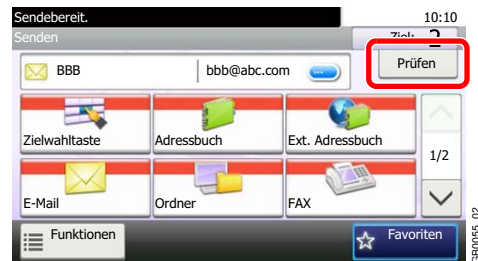 Sendebereit. 10:10
Senden Ziel: 2
BBB bbb@abc.com Prüfen
Zielwahltaste Adressbuch Ext. Adressbuch
1/2
E-Mail Ordner FAX
Funktionen Favoriten